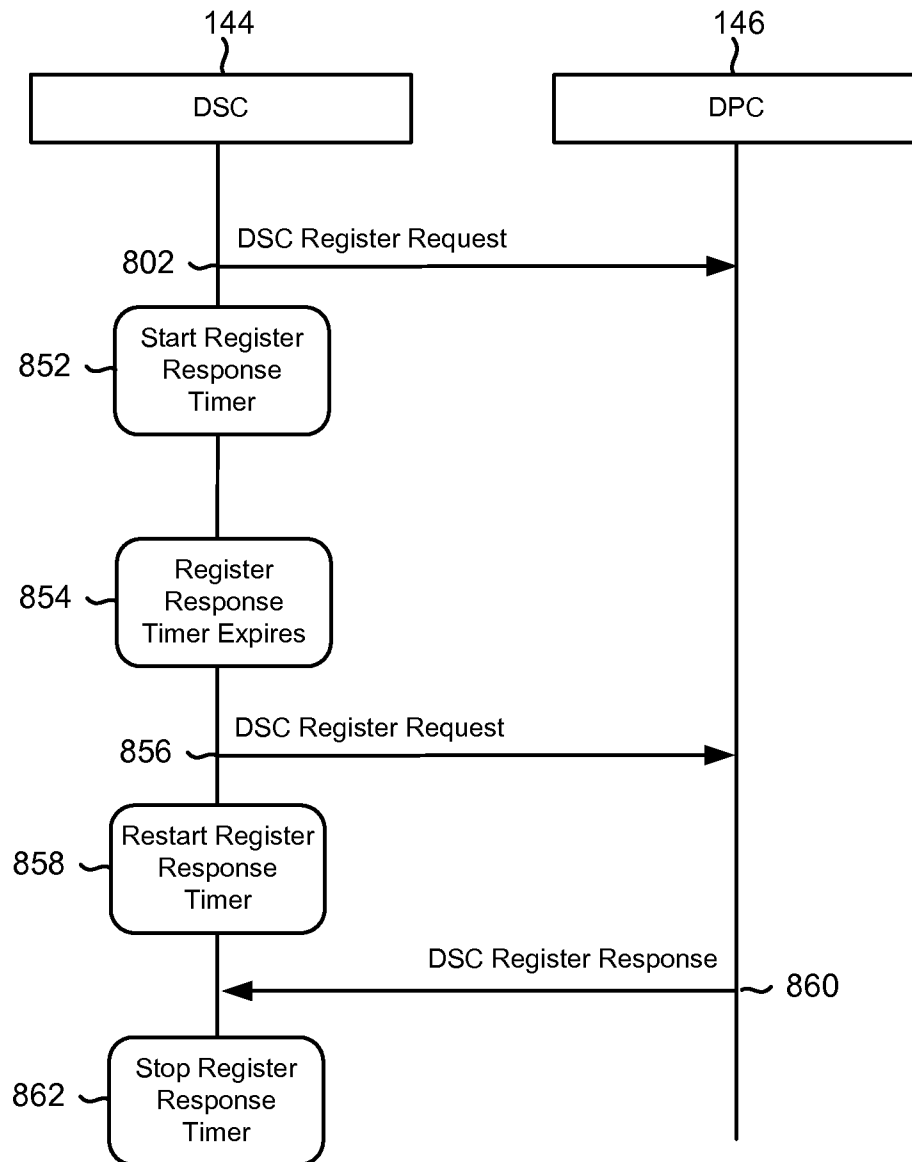 144
146
DSC
DPC
DSC Register Request
802
Start Register
Response
Timer
852
Register
Response
Timer Expires
854
DSC Register Request
856
Restart Register
Response
Timer
858
DSC Register Response
860
Stop Register
Response
Timer
862